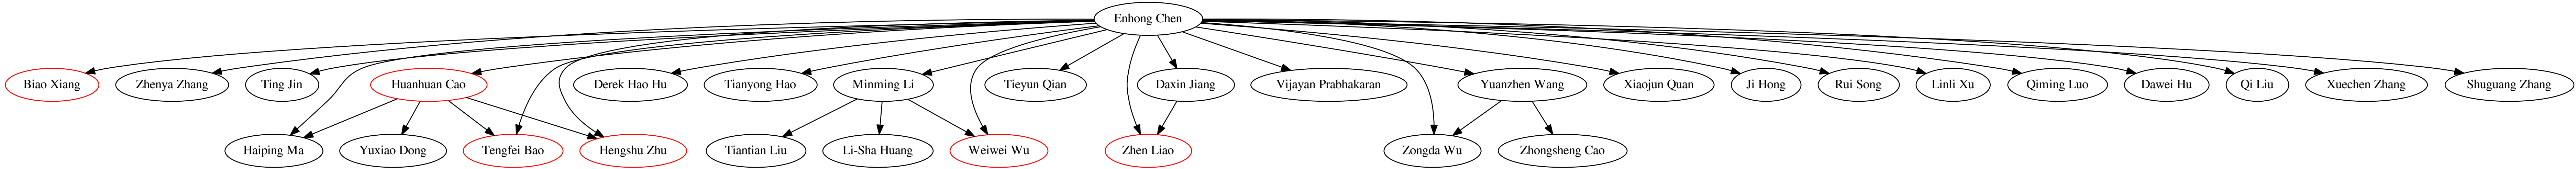 Enhong Chen
Biao Xiang
Zhenya Zhang
Ting Jin
Huanhuan Cao
Derek Hao Hu
Tianyong Hao
Minming Li
Tieyun Qian
Daxin Jiang
Vijayan Prabhakaran
Yuanzhen Wang
Xiaojun Quan
Ji Hong
Rui Song
Linli Xu
Qiming Luo
Dawei Hu
Qi Liu
Xuechen Zhang
Shuguang Zhang
Haiping Ma
Yuxiao Dong
Tengfei Bao
Hengshu Zhu
Tiantian Liu
Li-Sha Huang
Weiwei Wu
Zhen Liao
Zongda Wu
Zhongsheng Cao